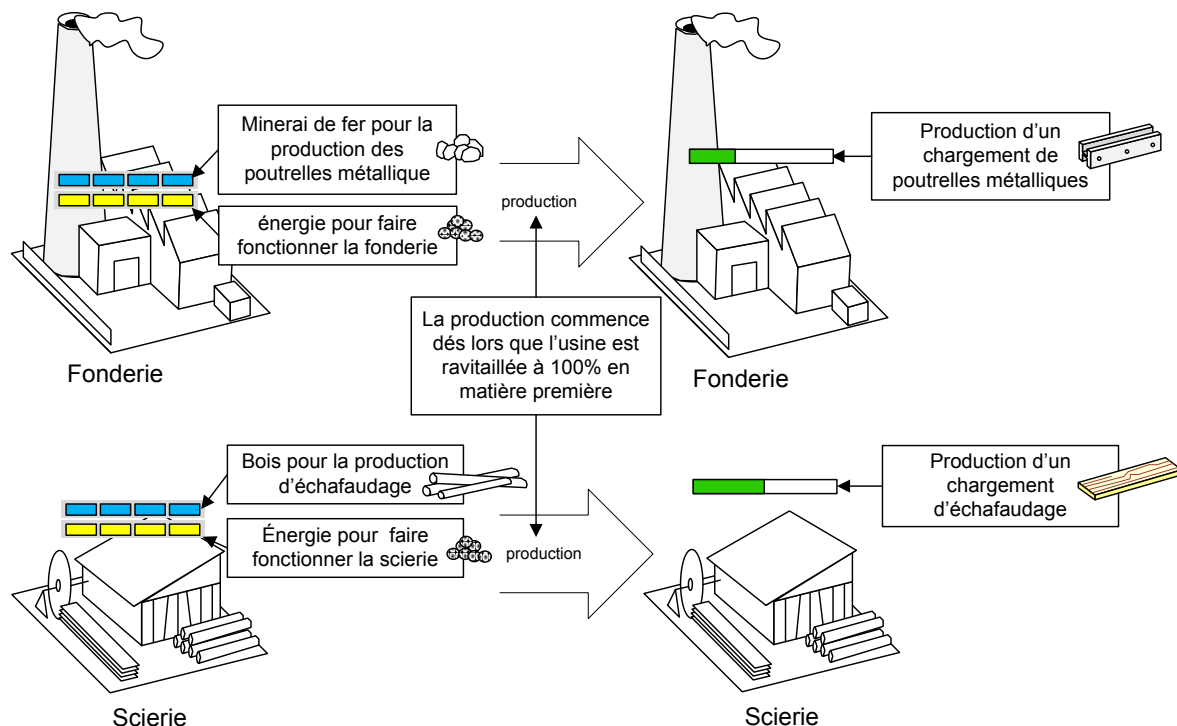 Minerai de fer pour la
production des
poutrelles métallique
énergie pour faire
fonctionner la fonderie
production
Production d’un
chargement de
poutrelles métalliques
Fonderie
Fonderie
La production commence
dés lors que l’usine est
ravitaillée à 100% en
matière première
Bois pour la production
d’échafaudage
Énergie pour faire
fonctionner la scierie
production
Production d’un
chargement
d’échafaudage
Scierie
Scierie